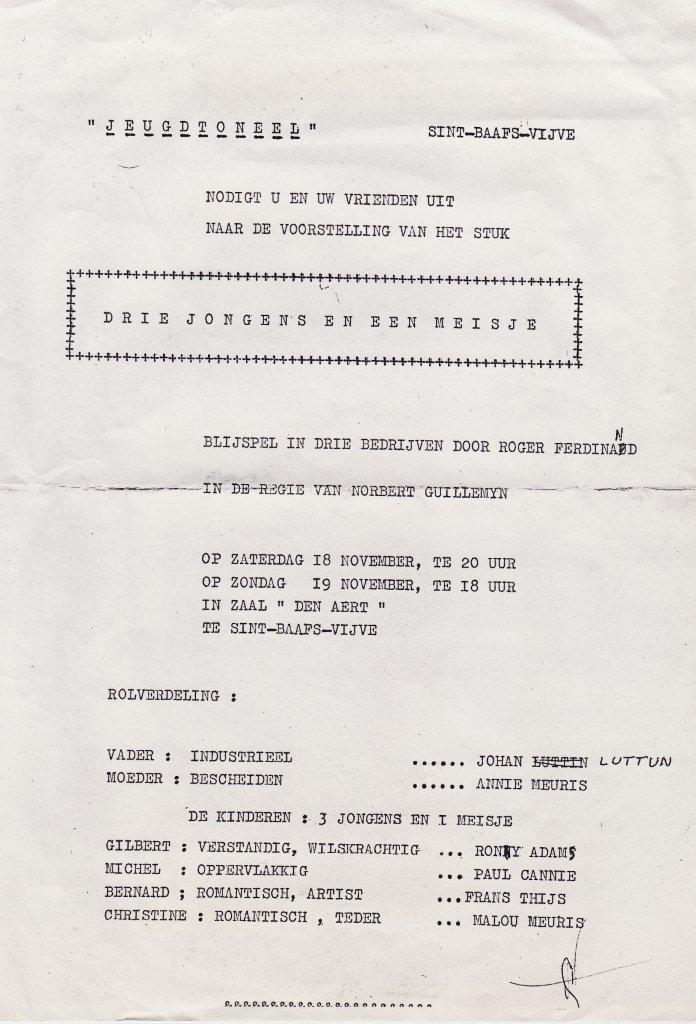 " JEUGDTONEEL " SINT-BAAFS-VIJVE
NODIGT U EN UW VRIENDEN UIT
NAAR DE VOORSTELLING VAN HET STUK
DRIE JONGENS EN EEN MEISJE
BLIJSPEL IN DRIE BEDRIJVEN DOOR ROGER FERDINAND
IN DE REGIE VAN NORBERT GUILLEMYN
OP ZATERDAG I8 NOVEMBER, TE 20 UUR
OP ZONDAG I9 NOVEMBER, TE I8 UUR
IN ZAAL " DEN AERT "
TE SINT-BAAFS-VIJVE
ROLVERDELING :
VADER : INDUSTRIEEL ...... JOHAN LUTTIN LUTTUN
MOEDER : BESCHEIDEN ...... ANNIE MEURIS
DE KINDEREN : 3 JONGENS EN I MEISJE
GILBERT : VERSTANDIG, WILSKRACHTIG ... RONNY ADAMS
MICHEL : OPPERVLAKKIG ... PAUL CANNIE
BERNARD ; ROMANTISCH, ARTIST ...FRANS THIJS
CHRISTINE : ROMANTISCH , TEDER ... MALOU MEURIS